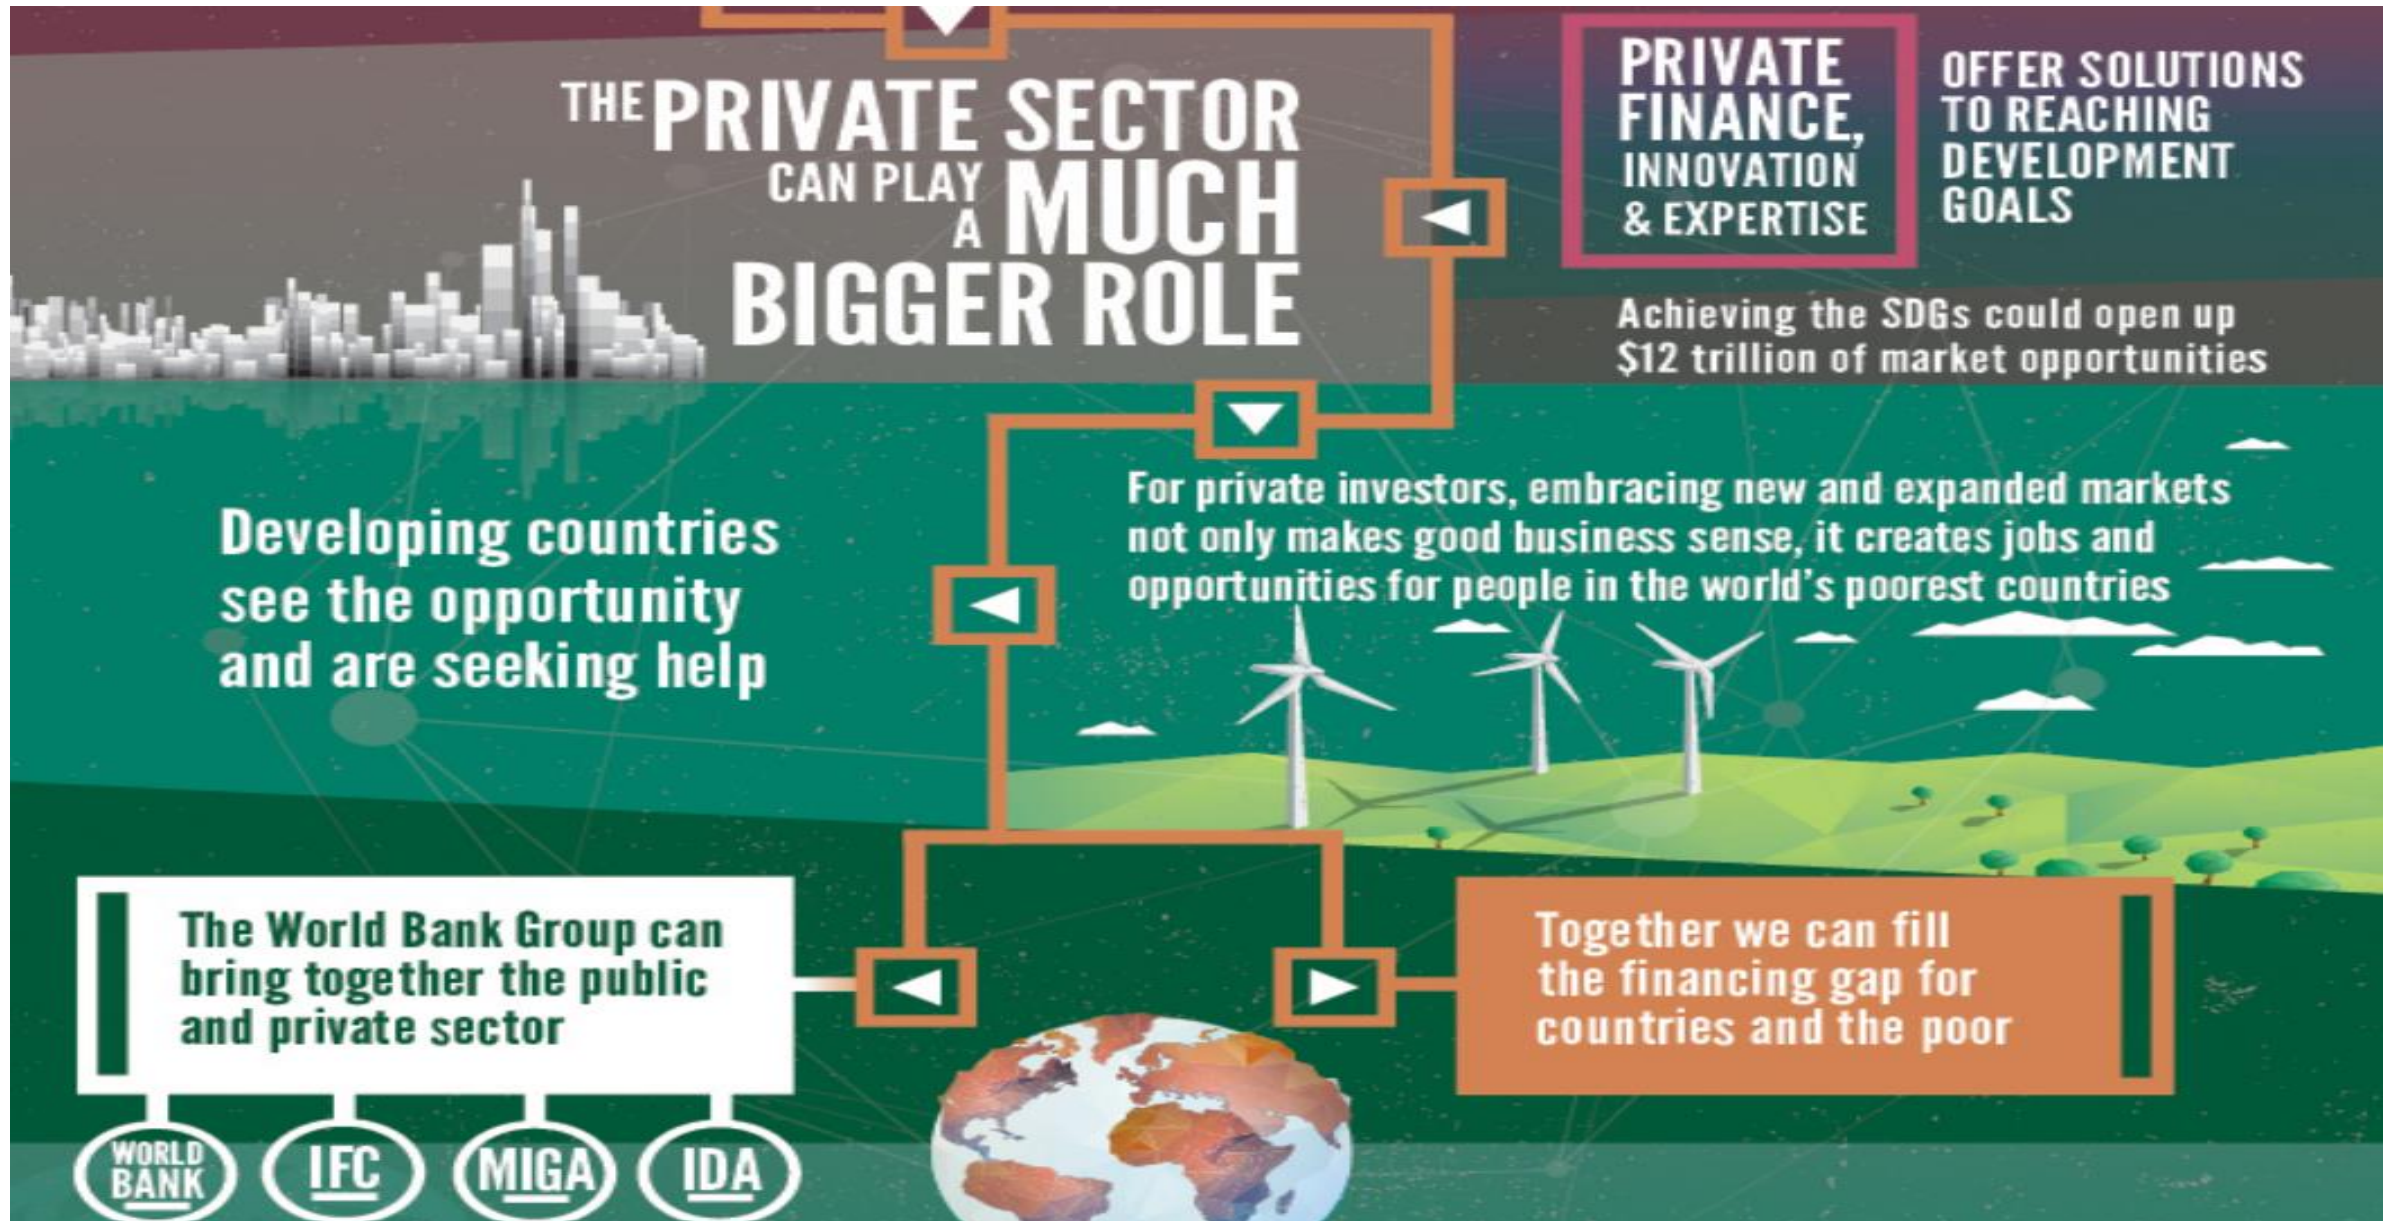 THE PRIVATE SECTOR
CAN PLAY
A MUCH
BIGGER ROLE
PRIVATE
FINANCE,
INNOVATION
& EXPERTISE
OFFER SOLUTIONS
TO REACHING
DEVELOPMENT
GOALS
Achieving the SDGs could open up
$12 trillion of market opportunities
For private investors, embracing new and expanded markets
not only makes good business sense, it creates jobs and
opportunities for people in the world's poorest countries
Developing countries
see the opportunity
and are seeking help
The World Bank Group can
bring together the public
and private sector
WORLD
BANK
IFC
MIGA
IDA
Together we can fill
the financing gap for
countries and the poor